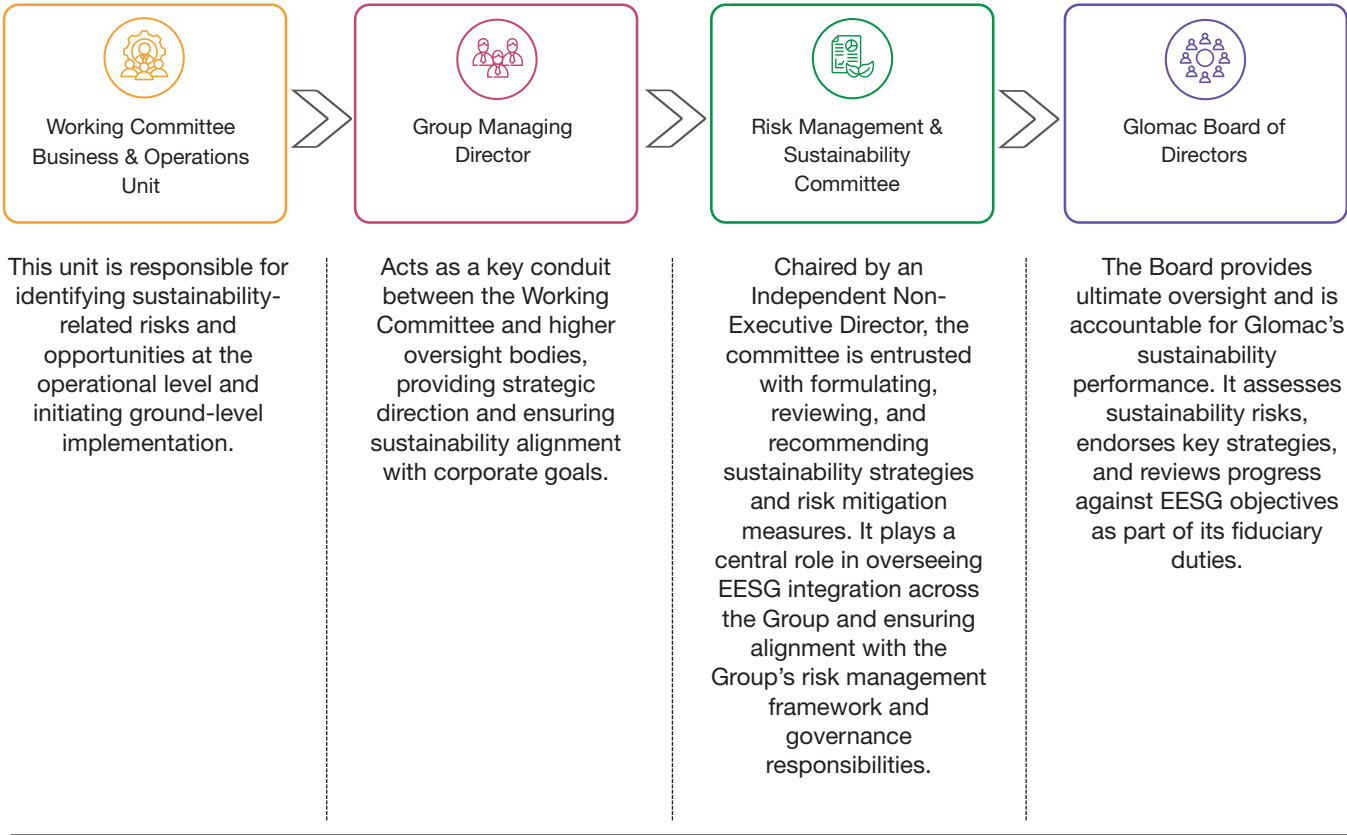 Working Committee
Business & Operations
Unit
Group Managing
Director
Risk Management &
Sustainability
Committee
Glomac Board of
Directors
This unit is responsible for
identifying sustainability-
related risks and
opportunities at the
operational level and
initiating ground-level
implementation.
Acts as a key conduit
between the Working
Committee and higher
oversight bodies,
providing strategic
direction and ensuring
sustainability alignment
with corporate goals.
Chaired by an
Independent Non-
Executive Director, the
committee is entrusted
with formulating,
reviewing, and
recommending
sustainability strategies
and risk mitigation
measures. It plays a
central role in overseeing
EESG integration across
the Group and ensuring
alignment with the
Group’s risk management
framework and
governance
responsibilities.
The Board provides
ultimate oversight and is
accountable for Glomac’s
sustainability
performance. It assesses
sustainability risks,
endorses key strategies,
and reviews progress
against EESG objectives
as part of its fiduciary
duties.